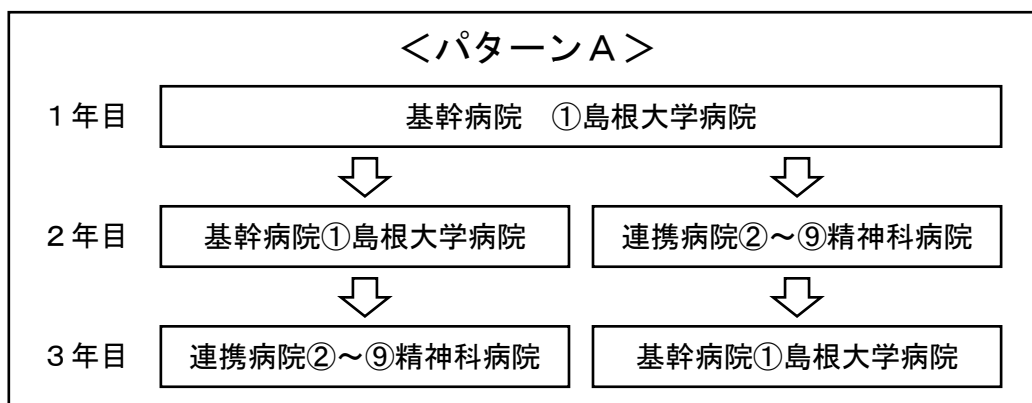 ＜パターンＡ＞
１年目 基幹病院　①島根大学病院
２年目 基幹病院①島根大学病院 連携病院②～⑨精神科病院
３年目 連携病院②～⑨精神科病院 基幹病院①島根大学病院